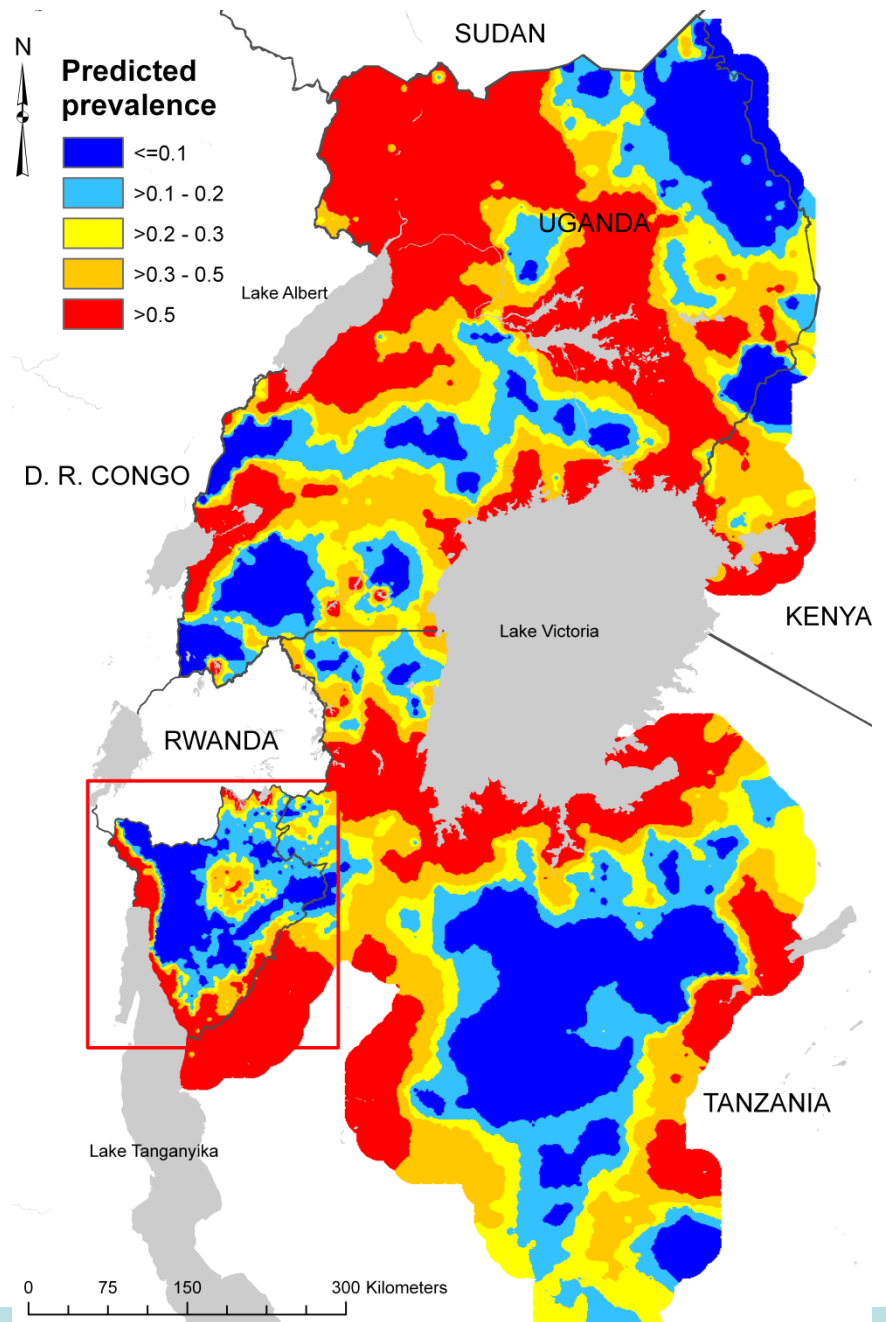 SUDAN
N
Predicted
prevalence
<=0.1
>0.1 - 0.2
>0.2 - 0.3
>0.3 - 0.5
>0.5
UGANDA
Lake Albert
D. R. CONGO
KENYA
Lake Victoria
RWANDA
TANZANIA
Lake Tanganyika
0 75 150 300 Kilometers